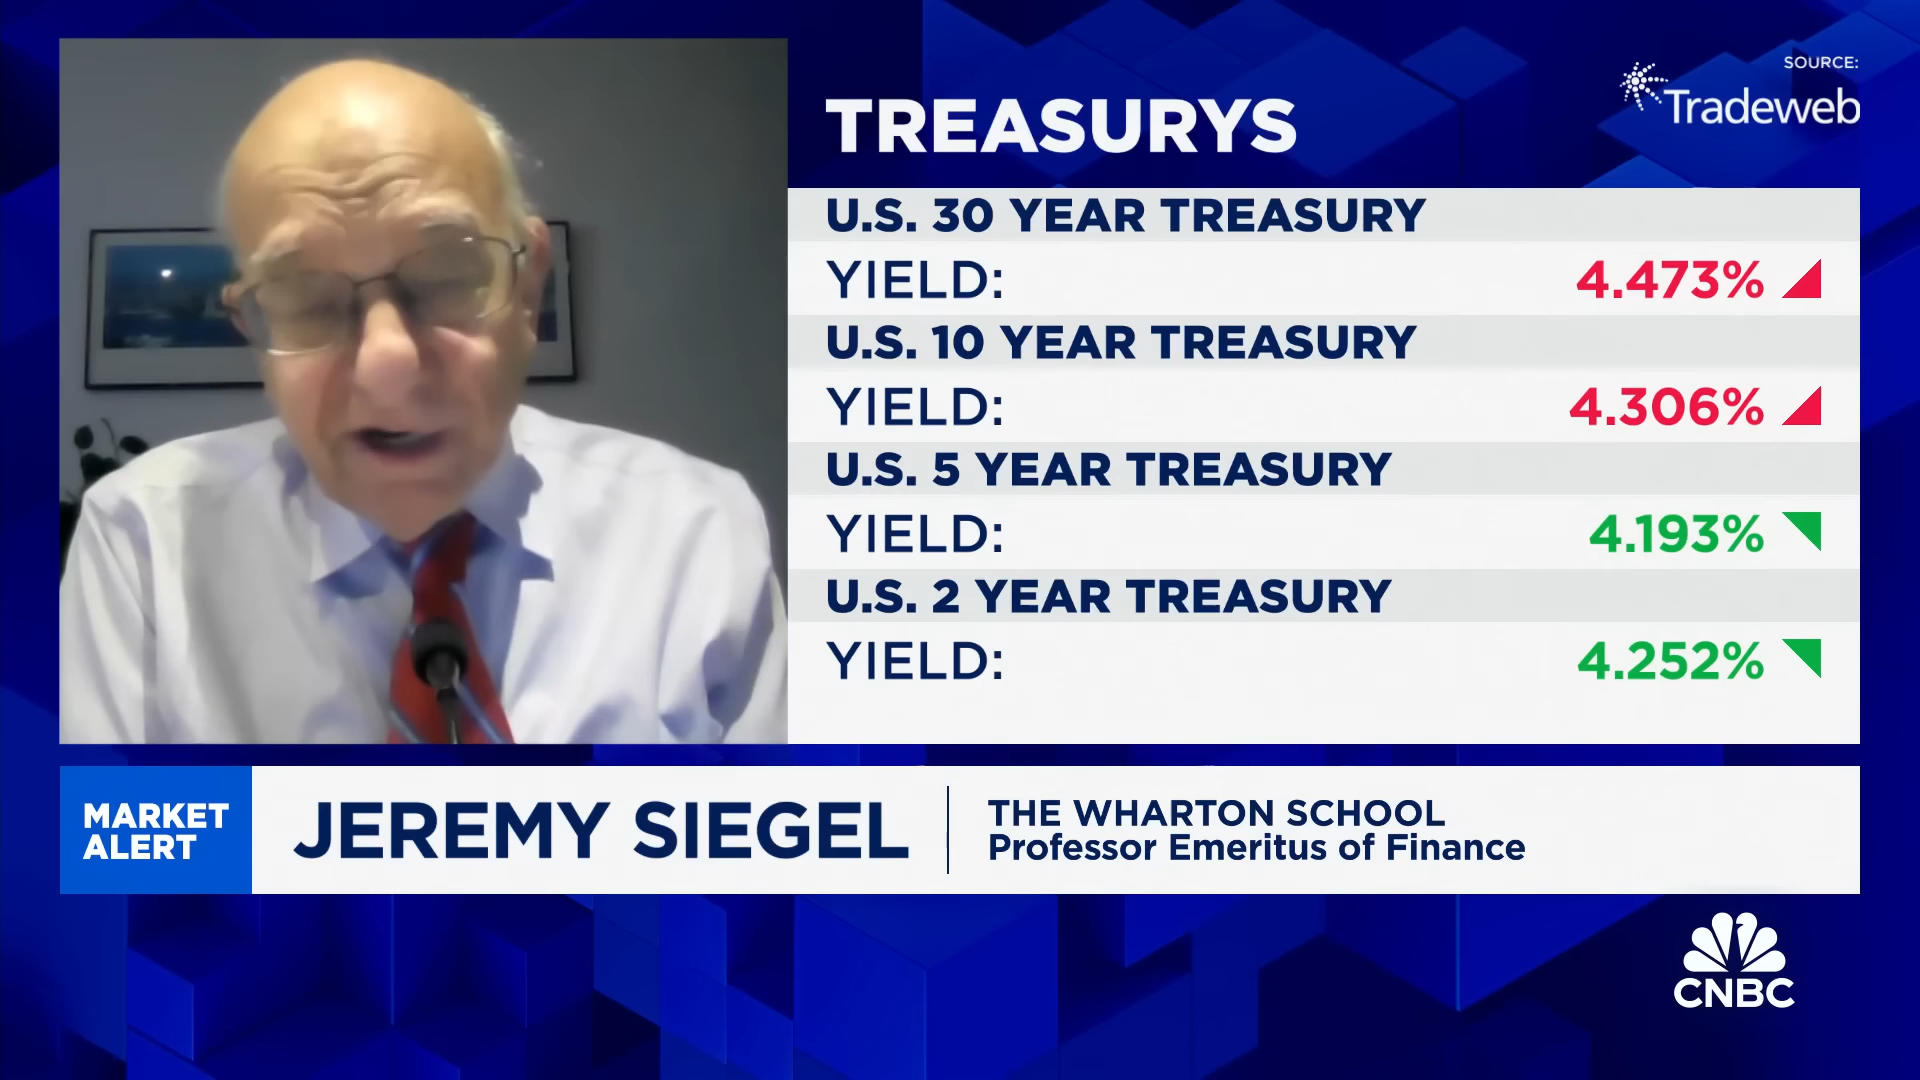 SOURCE:
Tradeweb
TREASURYS
U.S. 30 YEAR TREASURY
YIELD: 4.473%
U.S. 10 YEAR TREASURY
YIELD: 4.306%
U.S. 5 YEAR TREASURY
YIELD: 4.193%
U.S. 2 YEAR TREASURY
YIELD: 4.252%
MARKET
ALERT
JEREMY SIEGEL
THE WHARTON SCHOOL
Professor Emeritus of Finance
CNBC